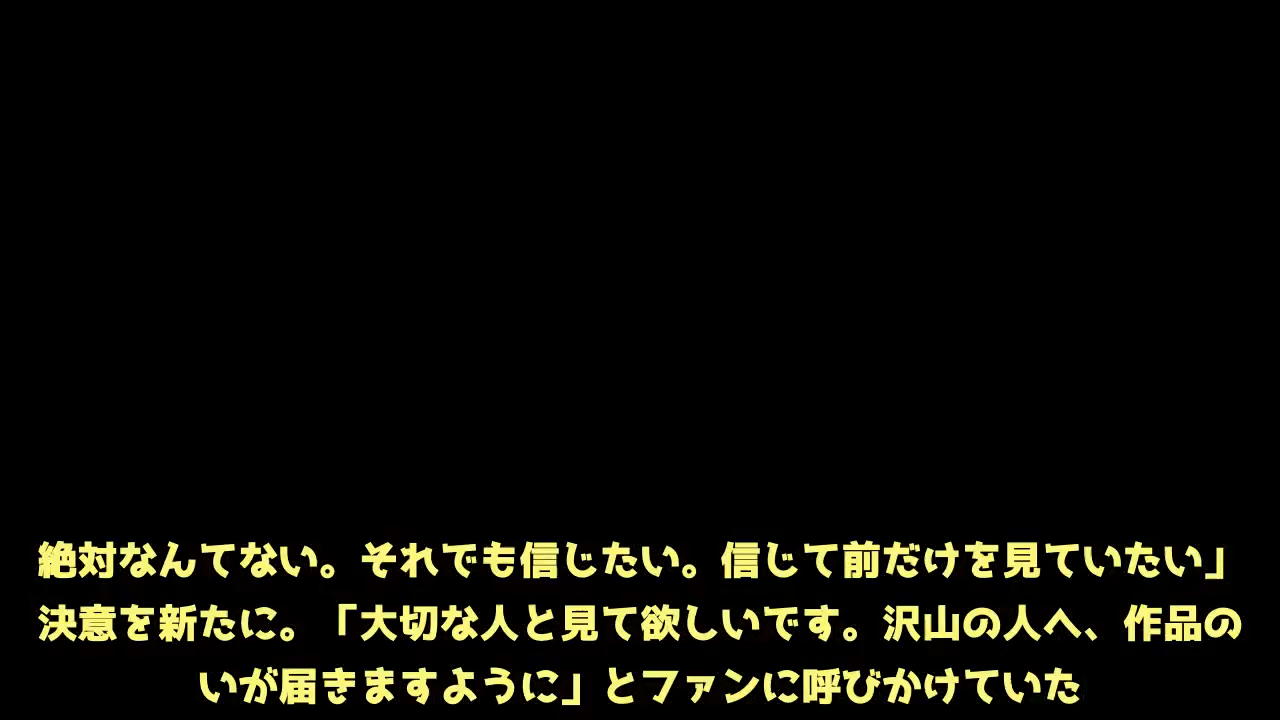 絶対なんてない。それでも信じたい。信じて前だけを見ていたい」
決意を新たに。「大切な人と見て欲しいです。沢山の人へ、作品の
いが届きますように」とファンに呼びかけていた